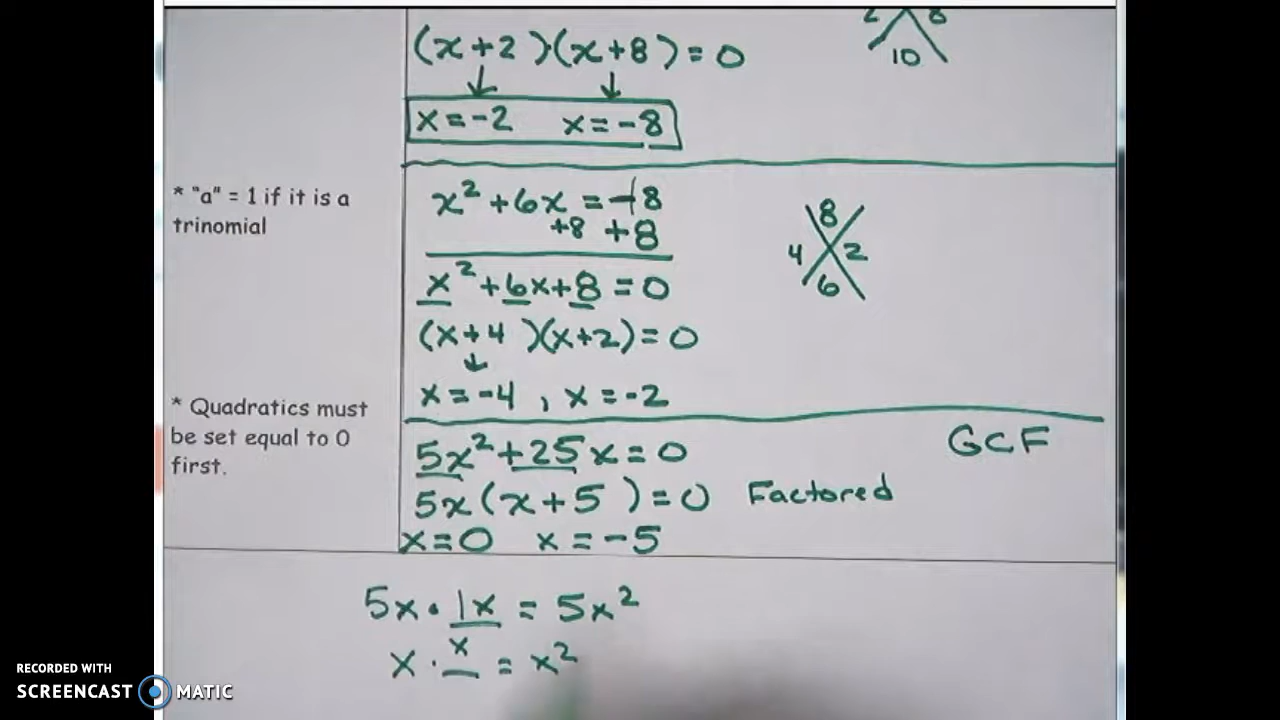 2 8
10
(x+2)(x+8)=0
x=-2 x=-8
* "a" = 1 if it is a
trinomial
x²+6x=-8
+8 +8
x²+6x+8=0
(x+4)(x+2)=0
x=-4, x=-2
8
4 2
6
* Quadratics must
be set equal to 0
first.
5x²+25x=0
GCF
5x(x+5)=0 Factored
x=0 x=-5
5x·1x=5x²
x·x=x²
RECORDED WITH
SCREENCAST MATIC